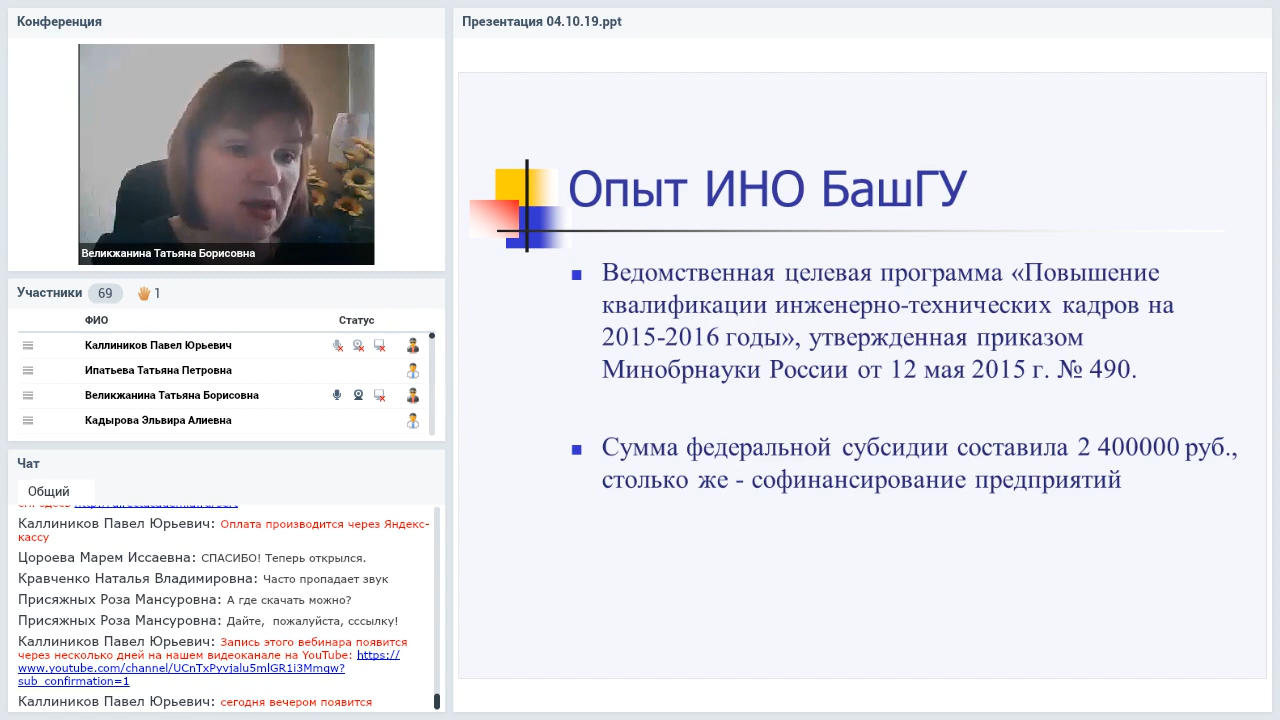 Конференция
Великжанина Татьяна Борисовна
Участники 69 1
ФИО Статус
Каллиников Павел Юрьевич
Ипатьева Татьяна Петровна
Великжанина Татьяна Борисовна
Кадырова Эльвира Алиевна
Чат
Общий
Каллиников Павел Юрьевич: Оплата производится через Яндекс-
кассу
Цороева Марем Иссаевна: СПАСИБО! Теперь открылся.
Кравченко Наталья Владимировна: Часто пропадает звук
Присяжных Роза Мансуровна: А где скачать можно?
Присяжных Роза Мансуровна: Дайте, пожалуйста, сссылку!
Каллиников Павел Юрьевич: Запись этого вебинара появится
через несколько дней на нашем видеоканале на YouTube: https://
www.youtube.com/channel/UCnTxPyvjalu5mlGR1i3Mmqw?
sub_confirmation=1
Каллиников Павел Юрьевич: сегодня вечером появится
Презентация 04.10.19.ppt
Опыт ИНО БашГУ
Ведомственная целевая программа «Повышение
квалификации инженерно-технических кадров на
2015-2016 годы», утвержденная приказом
Минобрнауки России от 12 мая 2015 г. № 490.
Сумма федеральной субсидии составила 2 400000 руб.,
столько же - софинансирование предприятий